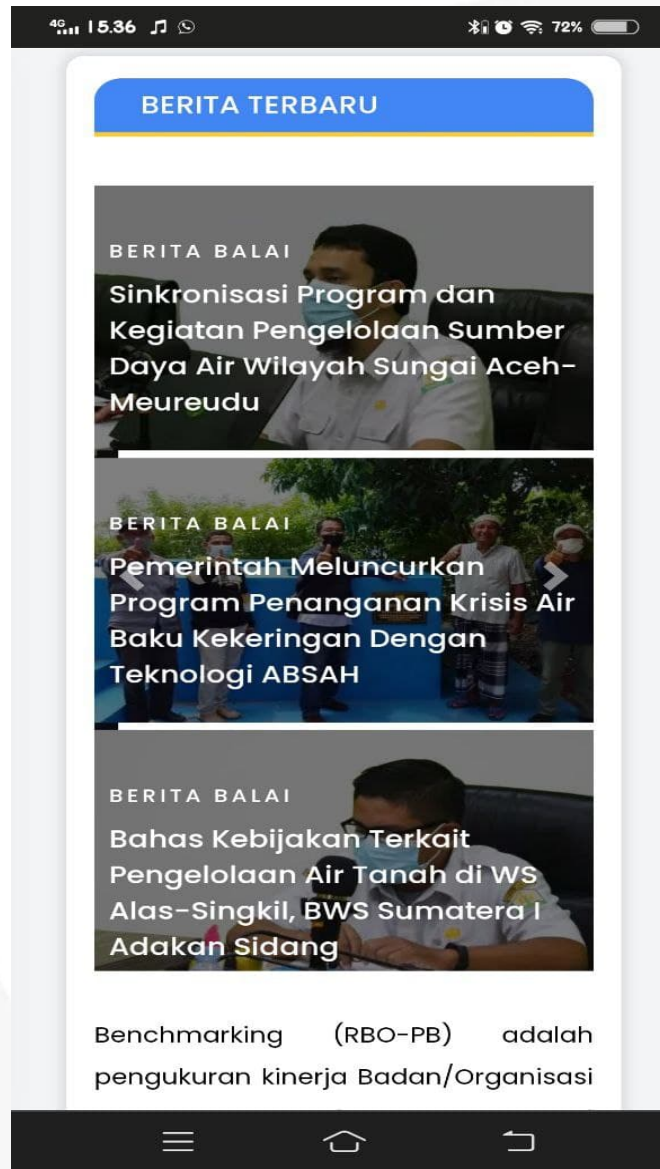 4G 15.36 72%
BERITA TERBARU
BERITA BALAI
Sinkronisasi Program dan
Kegiatan Pengelolaan Sumber
Daya Air Wilayah Sungai Aceh-
Meureudu
BERITA BALAI
Pemerintah Meluncurkan
Program Penanganan Krisis Air
Baku Kekeringan Dengan
Teknologi ABSAH
BERITA BALAI
Bahas Kebijakan Terkait
Pengelolaan Air Tanah di WS
Alas-Singkil, BWS Sumatera I
Adakan Sidang
Benchmarking (RBO-PB) adalah
pengukuran kinerja Badan/Organisasi